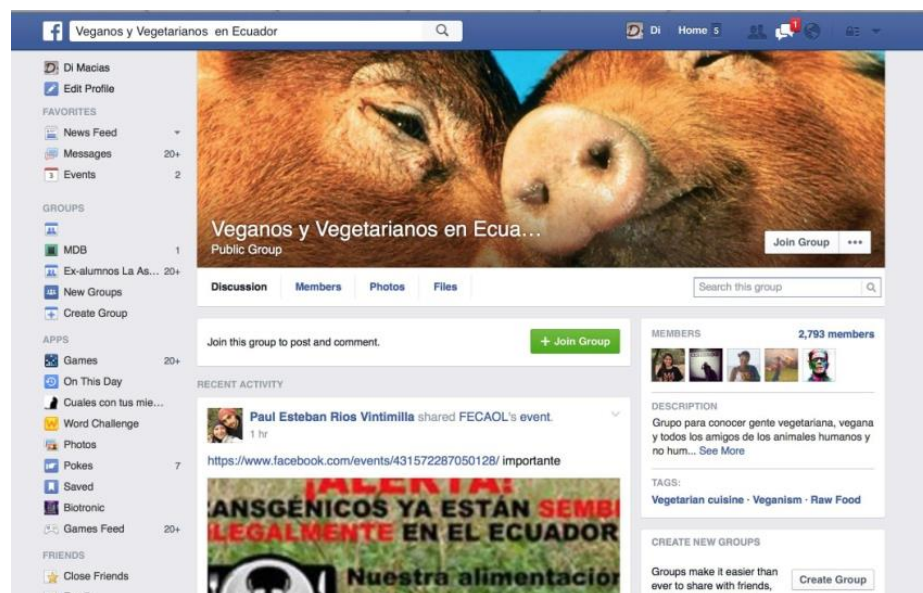 Veganos y Vegetarianos en Ecuador
Di
Home 5
1
Di Macias
Edit Profile
FAVORITES
News Feed
Messages 20+
Events 2
GROUPS
MDB 1
Ex-alumnos La As... 20+
New Groups
Create Group
APPS
Games 20+
On This Day
Cuales con tus mie...
Word Challenge
Photos
Pokes 7
Saved
Biotronic
Games Feed 20+
FRIENDS
Close Friends
Veganos y Vegetarianos en Ecua...
Public Group
Join Group
Discussion Members Photos Files
Search this group
Join this group to post and comment.
+ Join Group
RECENT ACTIVITY
Paul Esteban Rios Vintimilla shared FECAOL's event.
1 hr
https://www.facebook.com/events/431572287050128/ importante
¡ALERTA!
ANSGÉNICOS YA ESTÁN SEMB
ILEGALMENTE EN EL ECUADOR
Nuestra alimentación
MEMBERS 2,793 members
DESCRIPTION
Grupo para conocer gente vegetariana, vegana
y todos los amigos de los animales humanos y
no hum... See More
TAGS:
Vegetarian cuisine · Veganism · Raw Food
CREATE NEW GROUPS
Groups make it easier than
ever to share with friends,
Create Group